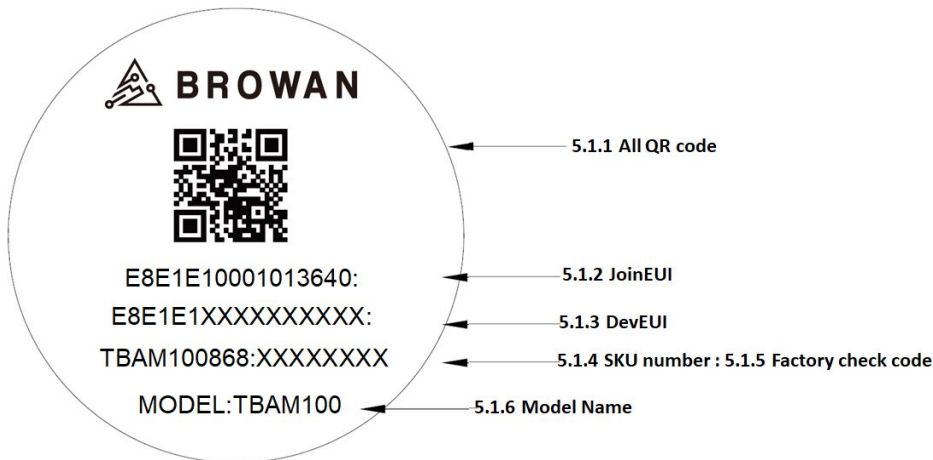 BROWAN
5.1.1 All QR code
E8E1E10001013640:
5.1.2 JoinEUI
E8E1E1XXXXXXXXXX:
5.1.3 DevEUI
TBAM100868:XXXXXXXX
5.1.4 SKU number : 5.1.5 Factory check code
MODEL:TBAM100
5.1.6 Model Name